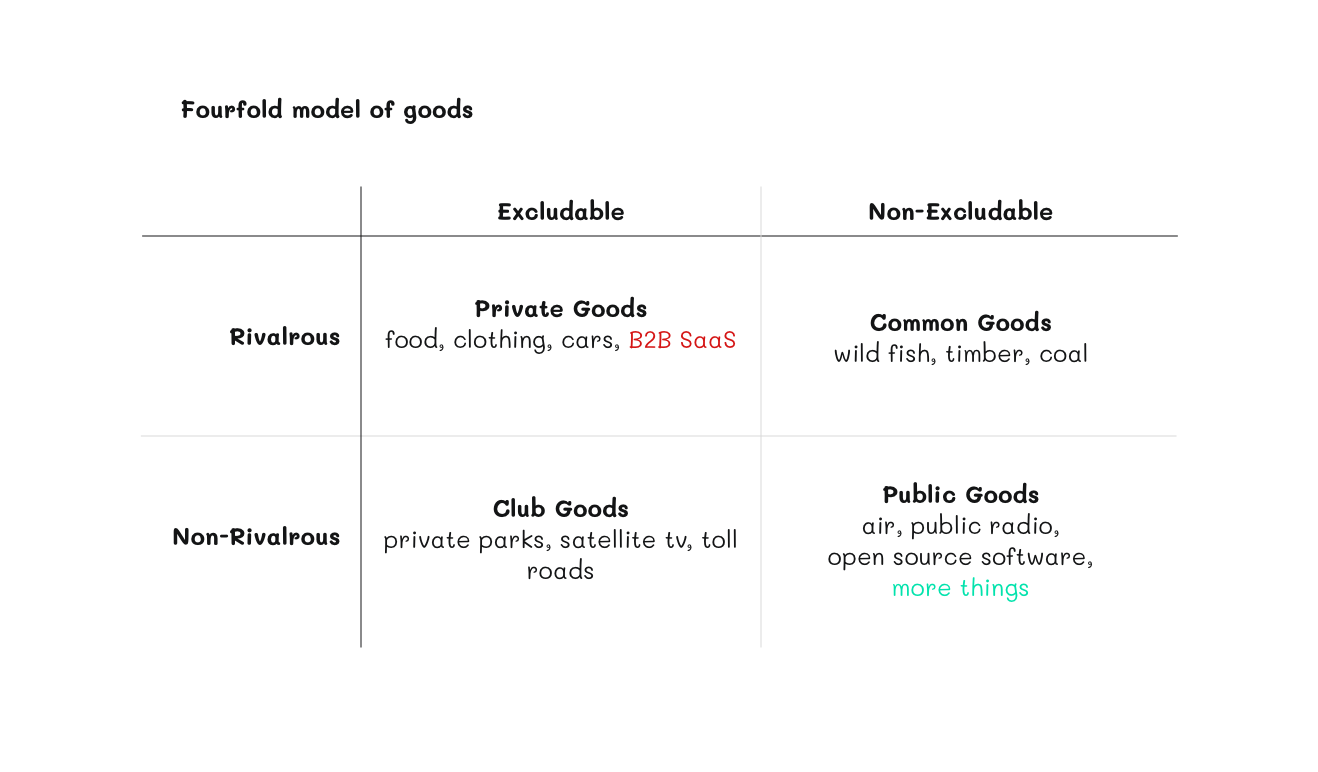 Fourfold model of goods
Excludable
Non-Excludable
Rivalrous
Private Goods
food, clothing, cars, B2B SaaS
Common Goods
wild fish, timber, coal
Non-Rivalrous
Club Goods
private parks, satellite tv, toll
roads
Public Goods
air, public radio,
open source software,
more things